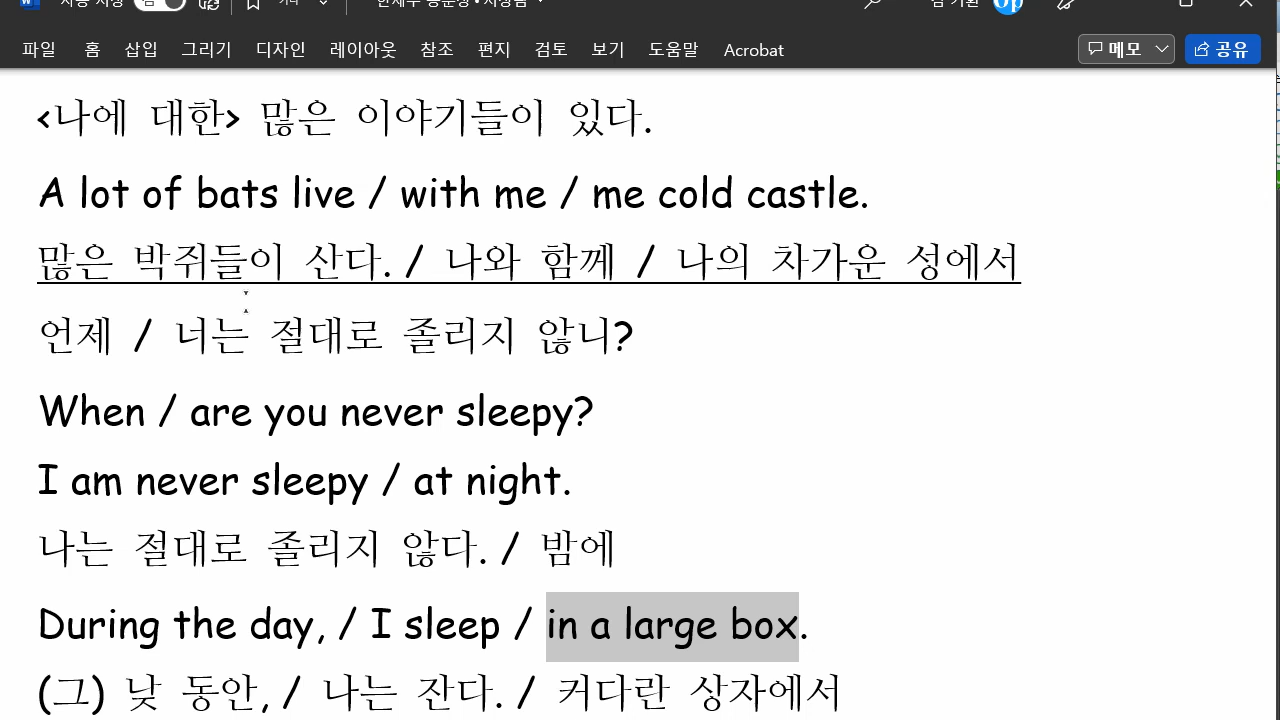 파일 홈 삽입 그리기 디자인 레이아웃 참조 편지 검토 보기 도움말 Acrobat 메모 공유
<나에 대한> 많은 이야기들이 있다.
A lot of bats live / with me / me cold castle.
많은 박쥐들이 산다. / 나와 함께 / 나의 차가운 성에서
언제 / 너는 절대로 졸리지 않니?
When / are you never sleepy?
I am never sleepy / at night.
나는 절대로 졸리지 않다. / 밤에
During the day, / I sleep / in a large box.
(그) 낮 동안, / 나는 잔다. / 커다란 상자에서